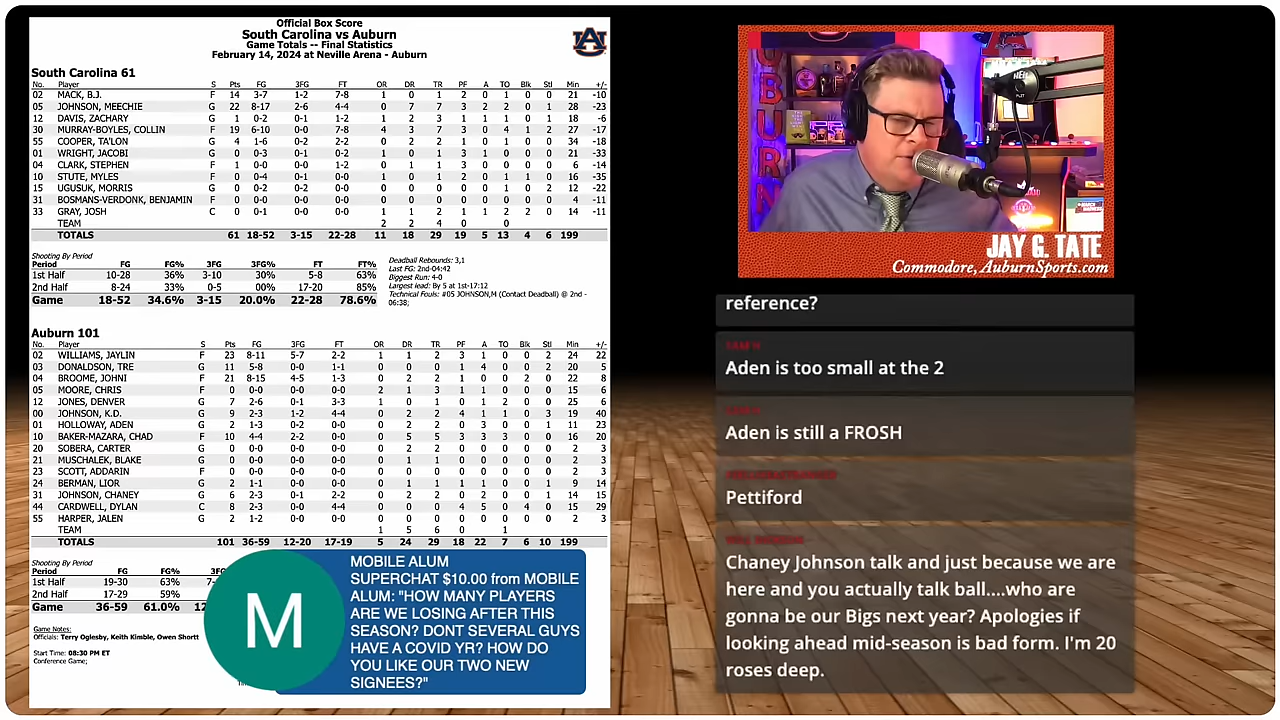 Official Box Score
South Carolina vs Auburn
Game Totals -- Final Statistics
February 14, 2024 at Neville Arena - Auburn
South Carolina 61
No. Player S Pts FG 3FG FT OR DR TR PF A TO Blk Stl Min +/-
02 MACK, B.J. F 14 3-7 1-2 7-8 1 0 1 2 0 1 0 0 21 -10
05 JOHNSON, MEECHIE G 22 8-17 2-6 4-4 0 7 7 3 2 2 0 1 28 -23
12 DAVIS, ZACHARY G 1 0-2 0-1 1-2 1 2 3 1 1 1 0 1 18 -6
30 MURRAY-BOYLES, COLLIN F 19 6-10 0-0 7-8 4 3 7 3 0 4 1 2 27 -17
55 COOPER, TA'LON G 4 1-6 0-2 2-2 0 2 2 1 0 1 0 0 34 -18
01 WRIGHT, JACOBI G 0 0-3 0-1 0-2 1 0 1 3 1 0 0 21 -33
04 CLARK, STEPHEN F 1 0-0 0-0 1-2 0 1 1 3 0 0 0 0 6 -14
10 STUTE, MYLES F 0 0-4 0-1 0-0 1 0 1 2 0 1 1 0 16 -35
15 UGUSUK, MORRIS G 0 0-2 0-2 0-0 0 0 0 0 0 1 0 2 12 -22
31 BOSMANS-VERDONK, BENJAMIN F 0 0-0 0-0 0-0 0 0 0 0 0 0 0 0 4 -11
33 GRAY, JOSH C 0 0-1 0-0 0-0 0 1 2 1 1 2 2 0 14 -11
TEAM 2 2 4 0 0
TOTALS 61 18-52 3-15 22-28 11 18 29 19 5 13 4 6 199
Shooting By Period
Period FG FG% 3FG 3FG% FT FT%
1st Half 10-28 36% 3-10 30% 5-8 63%
2nd Half 8-24 33% 0-5 00% 17-20 85%
Game 18-52 34.6% 3-15 20.0% 22-28 78.6%
Deadball Rebounds: 3,1
Last FG: 2nd-04:42
Biggest Run: 4-0
Largest lead: By 5 at 1st-17:12
Technical Fouls: #05 JOHNSON,M (Contact Deadball) @ 2nd -
06:38;
Auburn 101
No. Player S Pts FG 3FG FT OR DR TR PF A TO Blk Stl Min +/-
02 WILLIAMS, JAYLIN F 23 8-11 5-7 2-2 1 1 2 3 1 0 0 2 24 22
03 DONALDSON, TRE G 11 5-8 0-0 1-1 0 0 0 1 4 0 0 2 20 5
04 BROOME, JOHNI F 21 8-15 4-5 1-3 0 2 2 1 0 0 2 0 22 8
05 MOORE, CHRIS F 0 0-0 0-0 0-0 2 1 3 1 1 0 0 0 15 6
12 JONES, DENVER G 7 2-6 0-1 3-3 0 1 1 0 1 2 0 0 25 6
00 JOHNSON, K.D. G 9 2-3 1-2 4-4 0 2 2 4 1 1 0 3 19 40
01 HOLLOWAY, ADEN G 2 1-3 0-2 0-0 0 2 2 0 3 0 0 1 11 23
10 BAKER-MAZARA, CHAD F 10 4-4 2-2 0-0 0 5 5 3 3 3 0 0 16 20
20 SOBERA, CARTER G 0 0-0 0-0 0-0 0 2 2 0 0 0 0 0 2 3
21 MUSCHALEK, BLAKE G 0 0-0 0-0 0-0 0 1 1 1 0 0 0 0 2 3
23 SCOTT, ADDARIN F 0 0-0 0-0 0-0 0 0 0 0 0 0 0 0 2 3
24 BERMAN, LIOR G 2 1-1 0-0 0-0 0 1 1 1 1 0 0 1 9 14
31 JOHNSON, CHANEY G 6 2-3 0-1 2-2 0 0 0 2 0 0 1 14 15
44 CARDWELL, DYLAN C 8 2-3 0-0 4-4 0 0 0 4 5 0 4 0 15 29
55 HARPER, JALEN G 2 1-2 0-0 0-0 0 0 0 0 0 0 0 0 2 3
TEAM 1 5 6 0 1
TOTALS 101 36-59 12-20 17-19 5 24 29 18 22 7 6 10 199
Shooting By Period
Period FG FG%
1st Half 19-30 63% 7-
2nd Half 17-29 59%
Game 36-59 61.0% 12
Game Notes:
Officials: Terry Oglesby, Keith Kimble, Owen Shortt
Start Time: 08:30 PM ET
Conference Game;
M
MOBILE ALUM
SUPERCHAT $10.00 from MOBILE
ALUM: "HOW MANY PLAYERS
ARE WE LOSING AFTER THIS
SEASON? DONT SEVERAL GUYS
HAVE A COVID YR? HOW DO
YOU LIKE OUR TWO NEW
SIGNEES?"
JAY G. TATE
Commodore, AuburnSports.com
reference?
Aden is too small at the 2
Aden is still a FROSH
Pettiford
Chaney Johnson talk and just because we are
here and you actually talk ball....who are
gonna be our Bigs next year? Apologies if
looking ahead mid-season is bad form. I'm 20
roses deep.